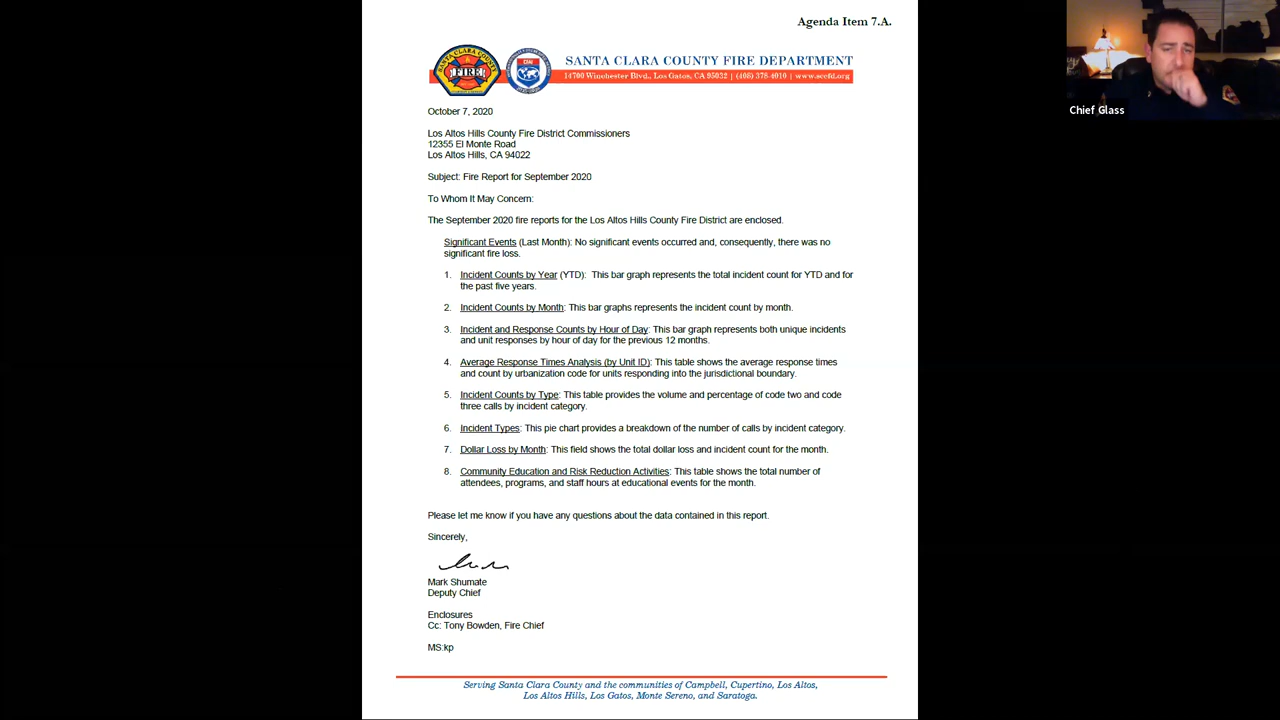 Agenda Item 7.A.
SANTA CLARA COUNTY FIRE DEPARTMENT
14700 Winchester Blvd., Los Gatos, CA 95032 | (408) 378-4010 | www.sccfd.org
SANTA CLARA COUNTY
FIRE
October 7, 2020
Los Altos Hills County Fire District Commissioners
12355 El Monte Road
Los Altos Hills, CA 94022
Subject: Fire Report for September 2020
To Whom It May Concern:
The September 2020 fire reports for the Los Altos Hills County Fire District are enclosed.
Significant Events (Last Month): No significant events occurred and, consequently, there was no
significant fire loss.
1. Incident Counts by Year (YTD): This bar graph represents the total incident count for YTD and for
the past five years.
2. Incident Counts by Month: This bar graphs represents the incident count by month.
3. Incident and Response Counts by Hour of Day: This bar graph represents both unique incidents
and unit responses by hour of day for the previous 12 months.
4. Average Response Times Analysis (by Unit ID): This table shows the average response times
and count by urbanization code for units responding into the jurisdictional boundary.
5. Incident Counts by Type: This table provides the volume and percentage of code two and code
three calls by incident category.
6. Incident Types: This pie chart provides a breakdown of the number of calls by incident category.
7. Dollar Loss by Month: This field shows the total dollar loss and incident count for the month.
8. Community Education and Risk Reduction Activities: This table shows the total number of
attendees, programs, and staff hours at educational events for the month.
Please let me know if you have any questions about the data contained in this report.
Sincerely,
Mark Shumate
Deputy Chief
Enclosures
Cc: Tony Bowden, Fire Chief
MS:kp
Serving Santa Clara County and the communities of Campbell, Cupertino, Los Altos,
Los Altos Hills, Los Gatos, Monte Sereno, and Saratoga.
Chief Glass